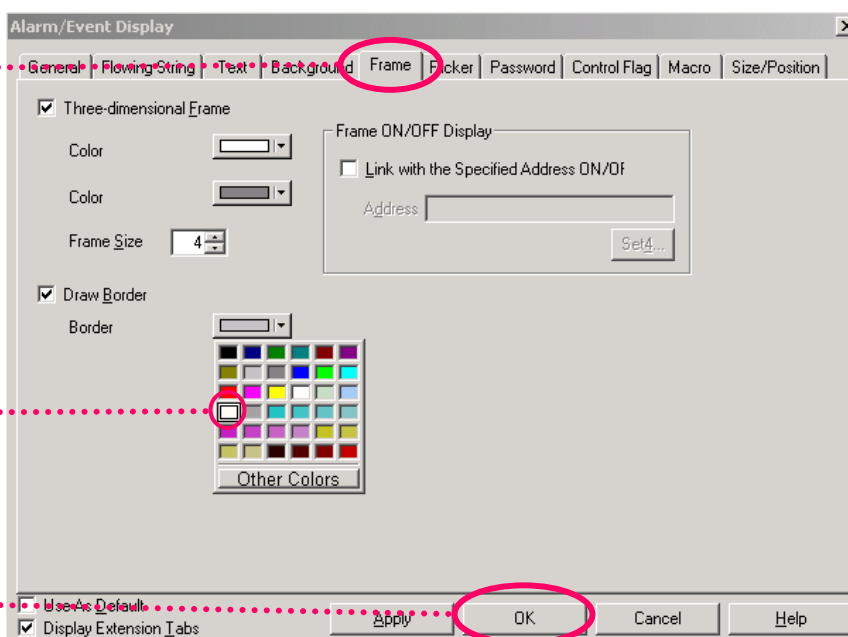 Alarm/Event Display
General Flowing String Text Background Frame Flicker Password Control Flag Macro Size/Position
Three-dimensional Frame
Color
Color
Frame Size 4
Frame ON/OFF Display
Link with the Specified Address ON/OF
Address
Set4...
Draw Border
Border
Other Colors
Use As Default
Display Extension Tabs
Apply OK Cancel Help